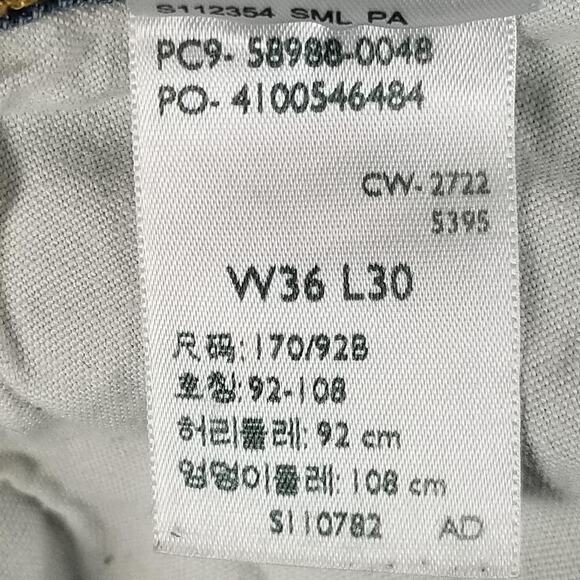 S112354 SML PA
PC9- 58988-0048
PO- 4100546484
CW- 2722
5395
W36 L30
尺码: 170/92B
호칭: 92-108
허리둘레: 92 cm
엉덩이둘레: 108 cm
S110782 AD